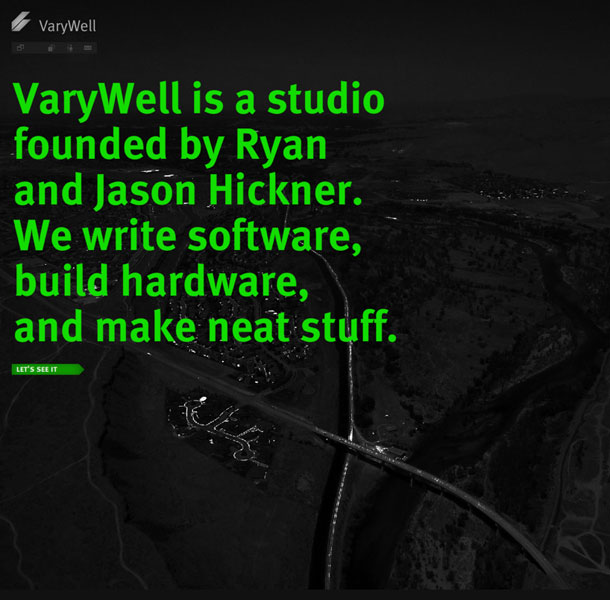 VaryWell
VaryWell is a studio
founded by Ryan
and Jason Hickner.
We write software,
build hardware,
and make neat stuff.
LET'S SEE IT